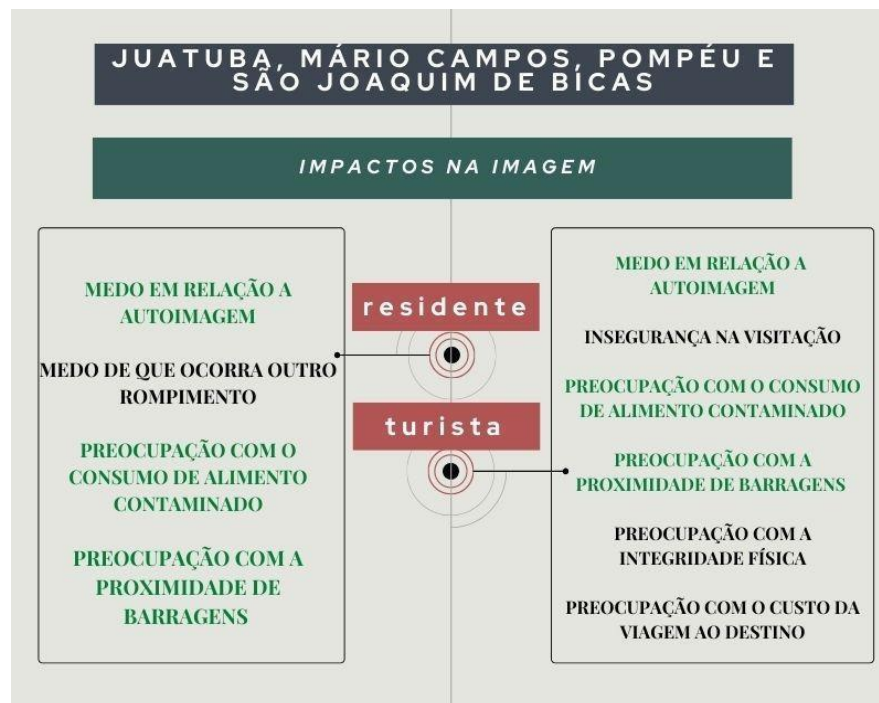 JUATUBA, MÁRIO CAMPOS, POMPÉU E
SÃO JOAQUIM DE BICAS
IMPACTOS NA IMAGEM
MEDO EM RELAÇÃO A
AUTOIMAGEM
MEDO DE QUE OCORRA OUTRO
ROMPIMENTO
PREOCUPAÇÃO COM O
CONSUMO DE ALIMENTO
CONTAMINADO
PREOCUPAÇÃO COM A
PROXIMIDADE DE
BARRAGENS
residente
turista
MEDO EM RELAÇÃO A
AUTOIMAGEM
INSEGURANÇA NA VISITAÇÃO
PREOCUPAÇÃO COM O CONSUMO
DE ALIMENTO CONTAMINADO
PREOCUPAÇÃO COM A
PROXIMIDADE DE BARRAGENS
PREOCUPAÇÃO COM A
INTEGRIDADE FÍSICA
PREOCUPAÇÃO COM O CUSTO DA
VIAGEM AO DESTINO